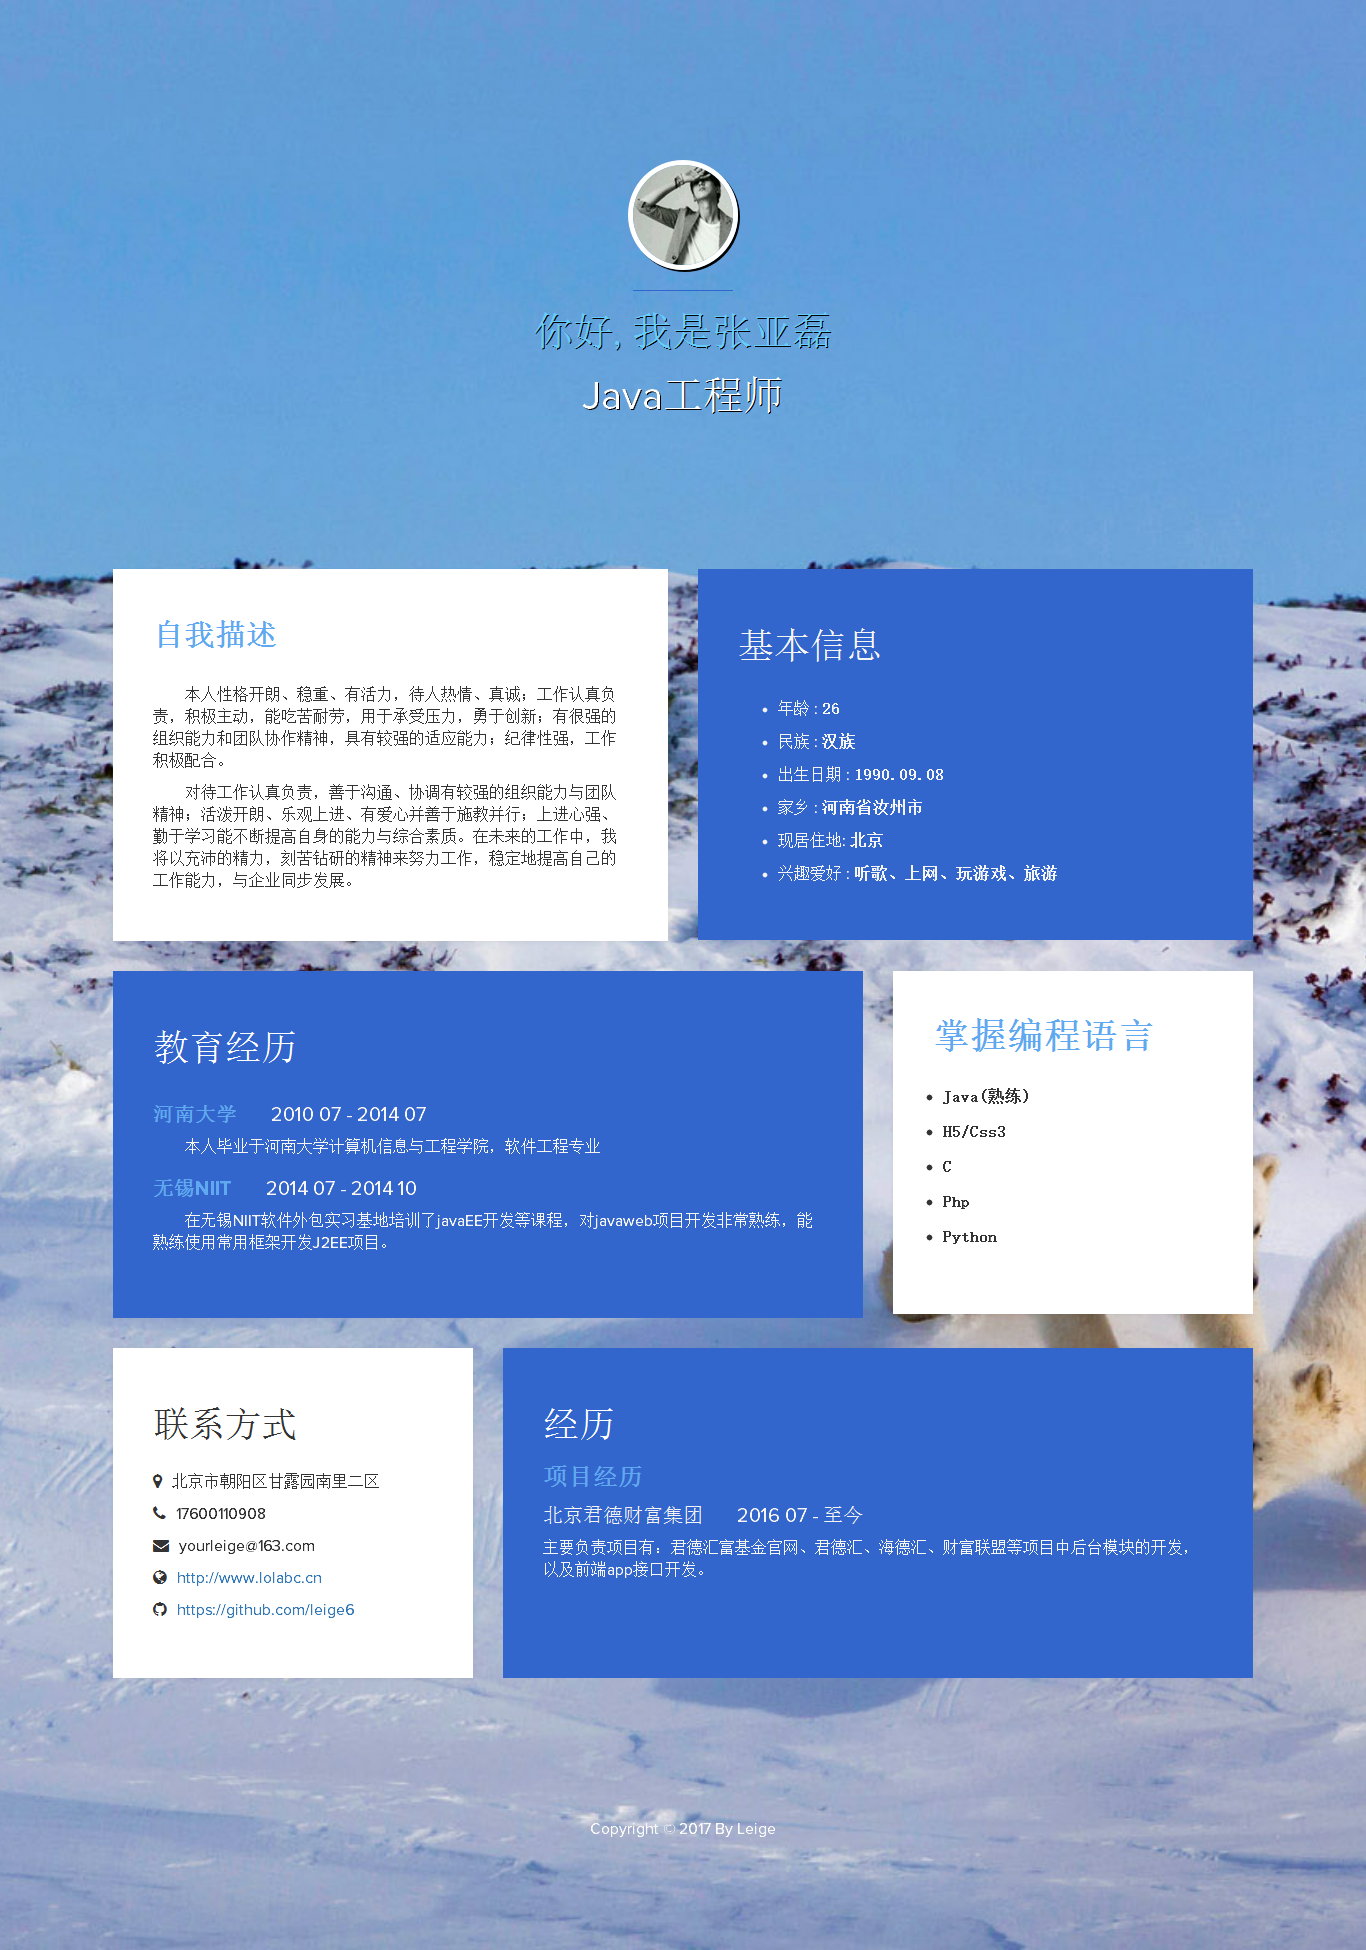 你好, 我是张亚磊
Java工程师
自我描述
本人性格开朗、稳重、有活力，待人热情、真诚；工作认真负
责，积极主动，能吃苦耐劳，用于承受压力，勇于创新；有很强的
组织能力和团队协作精神，具有较强的适应能力；纪律性强，工作
积极配合。
对待工作认真负责，善于沟通、协调有较强的组织能力与团队
精神；活泼开朗、乐观上进、有爱心并善于施教并行；上进心强、
勤于学习能不断提高自身的能力与综合素质。在未来的工作中，我
将以充沛的精力，刻苦钻研的精神来努力工作，稳定地提高自己的
工作能力，与企业同步发展。
基本信息
年龄 : 26
民族 : 汉族
出生日期 : 1990.09.08
家乡 : 河南省汝州市
现居住地: 北京
兴趣爱好 : 听歌、上网、玩游戏、旅游
教育经历
河南大学 2010 07 - 2014 07
本人毕业于河南大学计算机信息与工程学院，软件工程专业
无锡NIIT 2014 07 - 2014 10
在无锡NIIT软件外包实习基地培训了javaEE开发等课程，对javaweb项目开发非常熟练，能
熟练使用常用框架开发J2EE项目。
掌握编程语言
Java(熟练)
H5/Css3
C
Php
Python
联系方式
北京市朝阳区甘露园南里二区
17600110908
yourleige@163.com
http://www.lolabc.cn
https://github.com/leige6
经历
项目经历
北京君德财富集团 2016 07 - 至今
主要负责项目有：君德汇富基金官网、君德汇、海德汇、财富联盟等项目中后台模块的开发，
以及前端app接口开发。
Copyright © 2017 By Leige